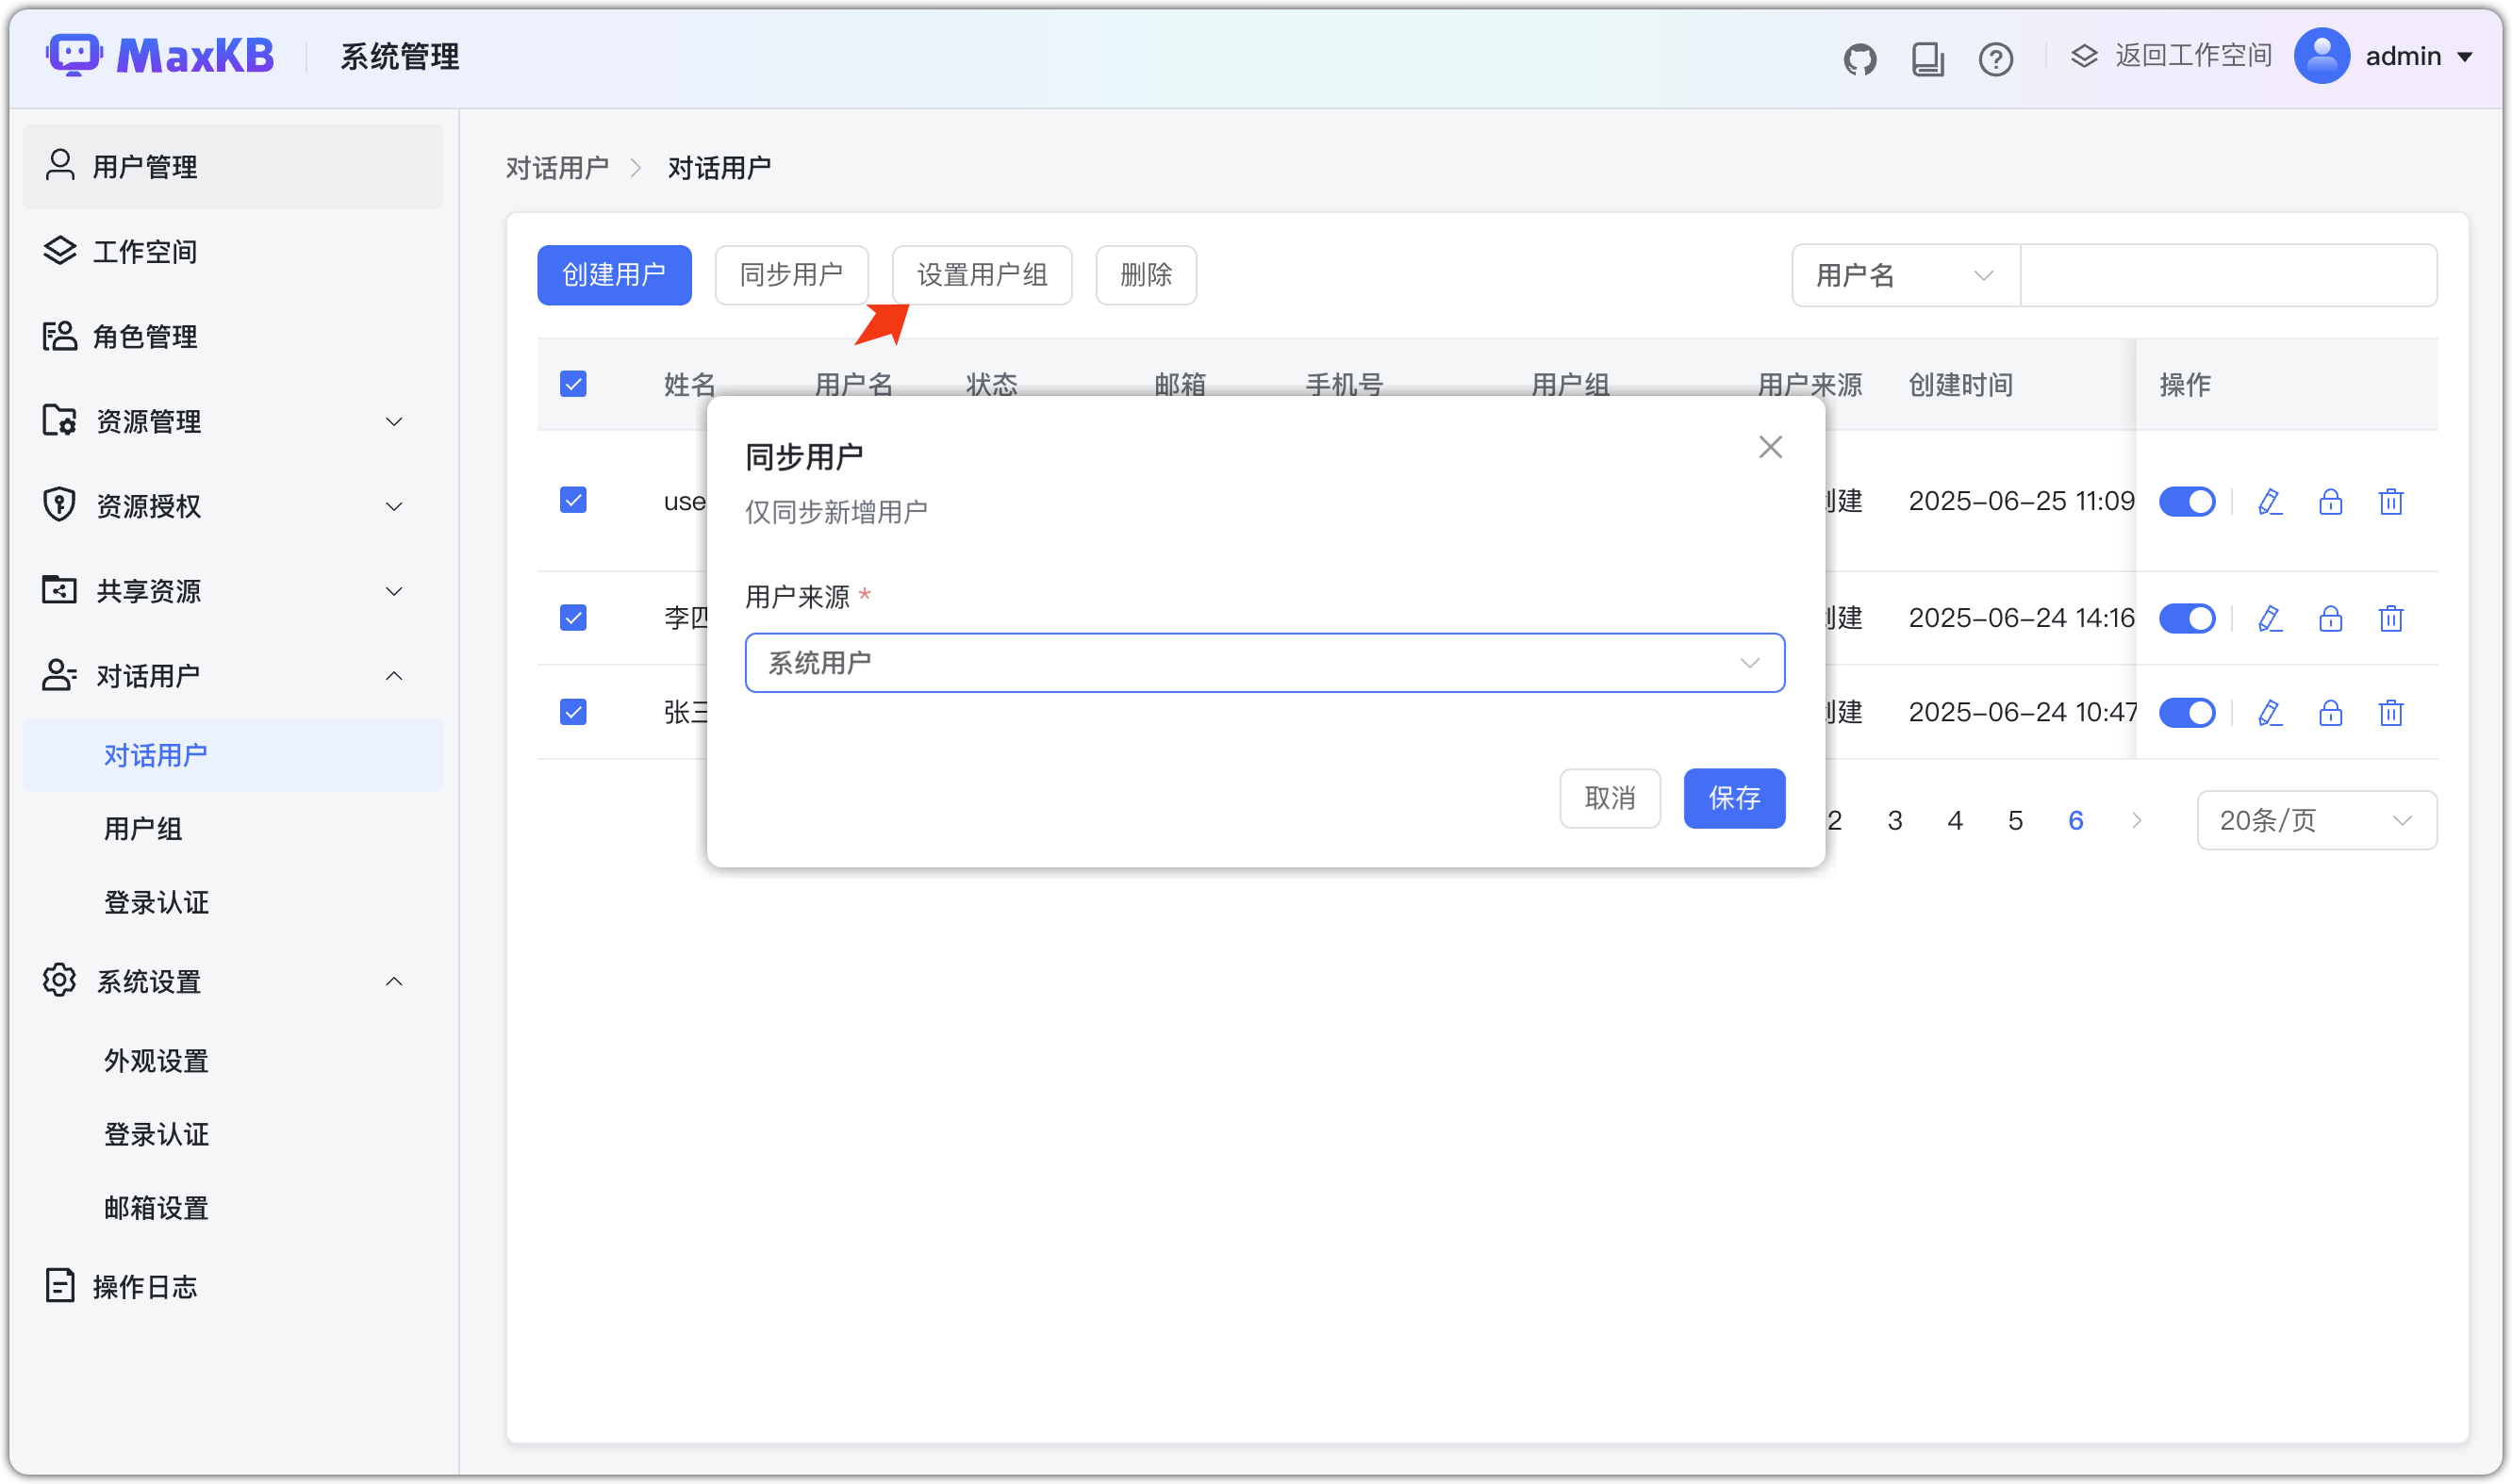 MaxKB 系统管理 返回工作空间 admin
用户管理
工作空间
角色管理
资源管理
资源授权
共享资源
对话用户
对话用户
用户组
登录认证
系统设置
外观设置
登录认证
邮箱设置
操作日志
对话用户 > 对话用户
创建用户 同步用户 设置用户组 删除 用户名
姓名 用户名 状态 邮箱 手机号 用户组 用户来源 创建时间 操作
2025-06-25 11:09
李四 2025-06-24 14:16
张三 2025-06-24 10:47
同步用户
仅同步新增用户
用户来源 *
系统用户
取消 保存
2 3 4 5 6 20条/页